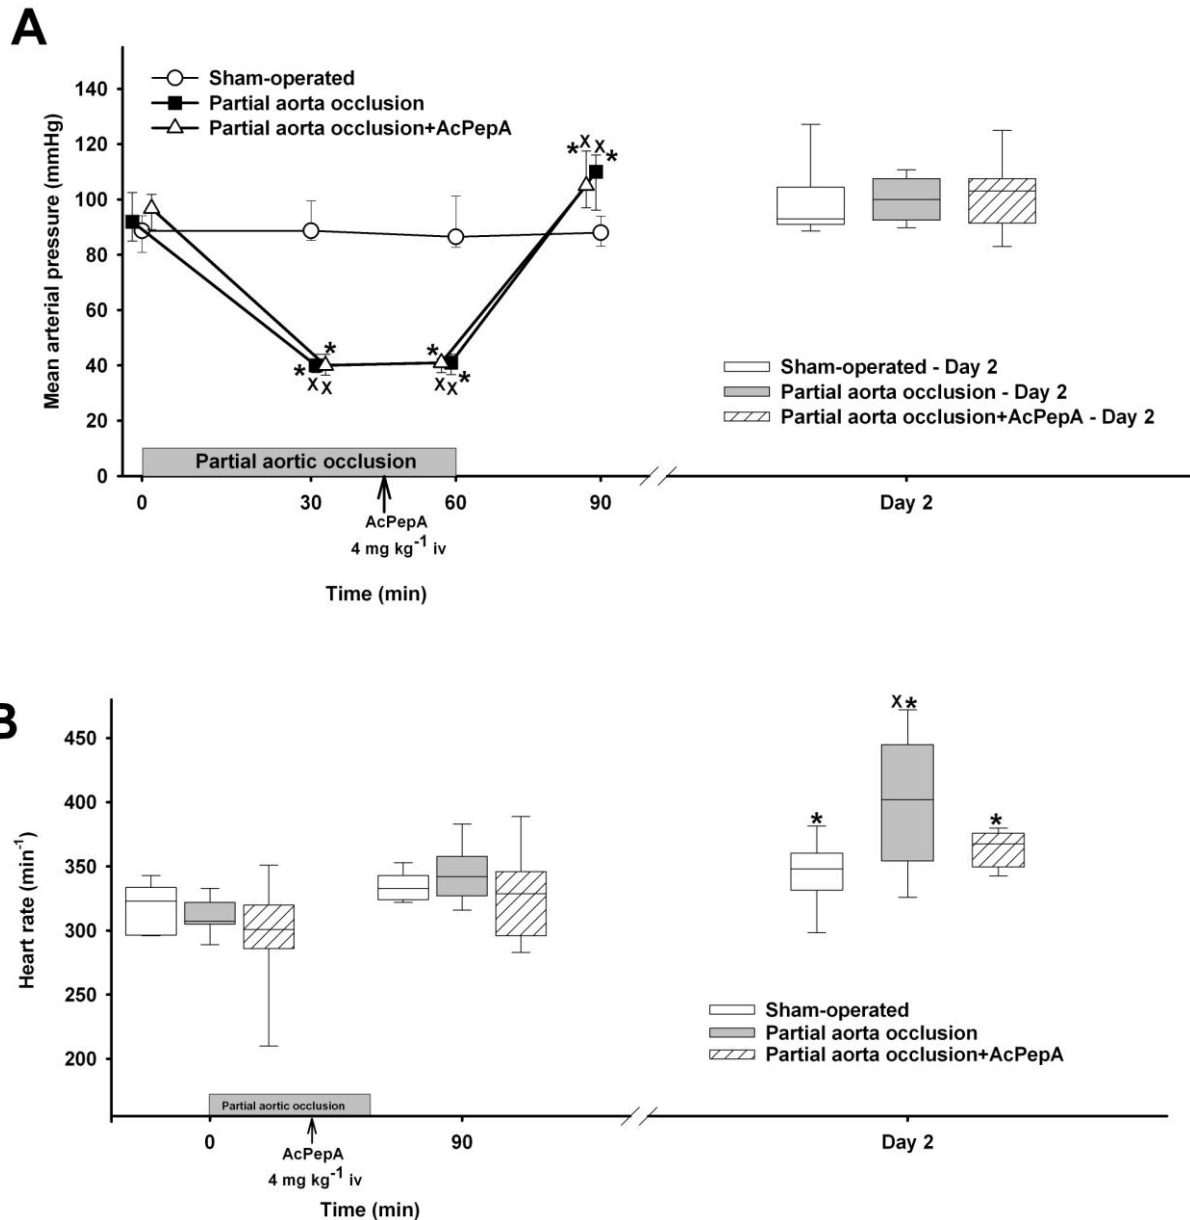 A
Mean arterial pressure (mmHg)
140
120
100
80
60
40
20
0
Sham-operated
Partial aorta occlusion
Partial aorta occlusion+AcPepA
* x x *
* * x x
* x x *
Sham-operated - Day 2
Partial aorta occlusion - Day 2
Partial aorta occlusion+AcPepA - Day 2
Partial aortic occlusion
0 30 60 90 Day 2
AcPepA
4 mg kg-1 iv
Time (min)
B
Heart rate (min-1)
450
400
350
300
250
200
x *
*
*
Sham-operated
Partial aorta occlusion
Partial aorta occlusion+AcPepA
Partial aortic occlusion
0 90 Day 2
AcPepA
4 mg kg-1 iv
Time (min)